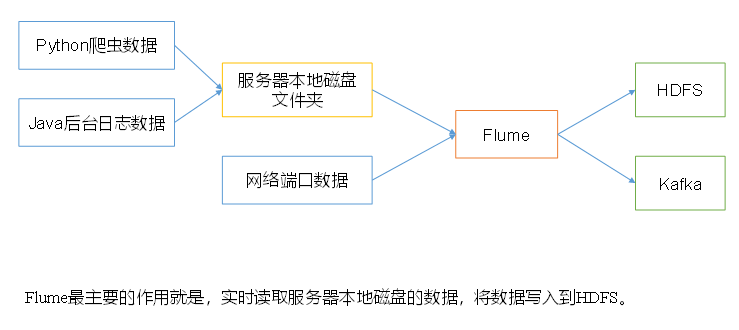 Python爬虫数据
Java后台日志数据
服务器本地磁盘
文件夹
网络端口数据
Flume
HDFS
Kafka
Flume最主要的作用就是，实时读取服务器本地磁盘的数据，将数据写入到HDFS。